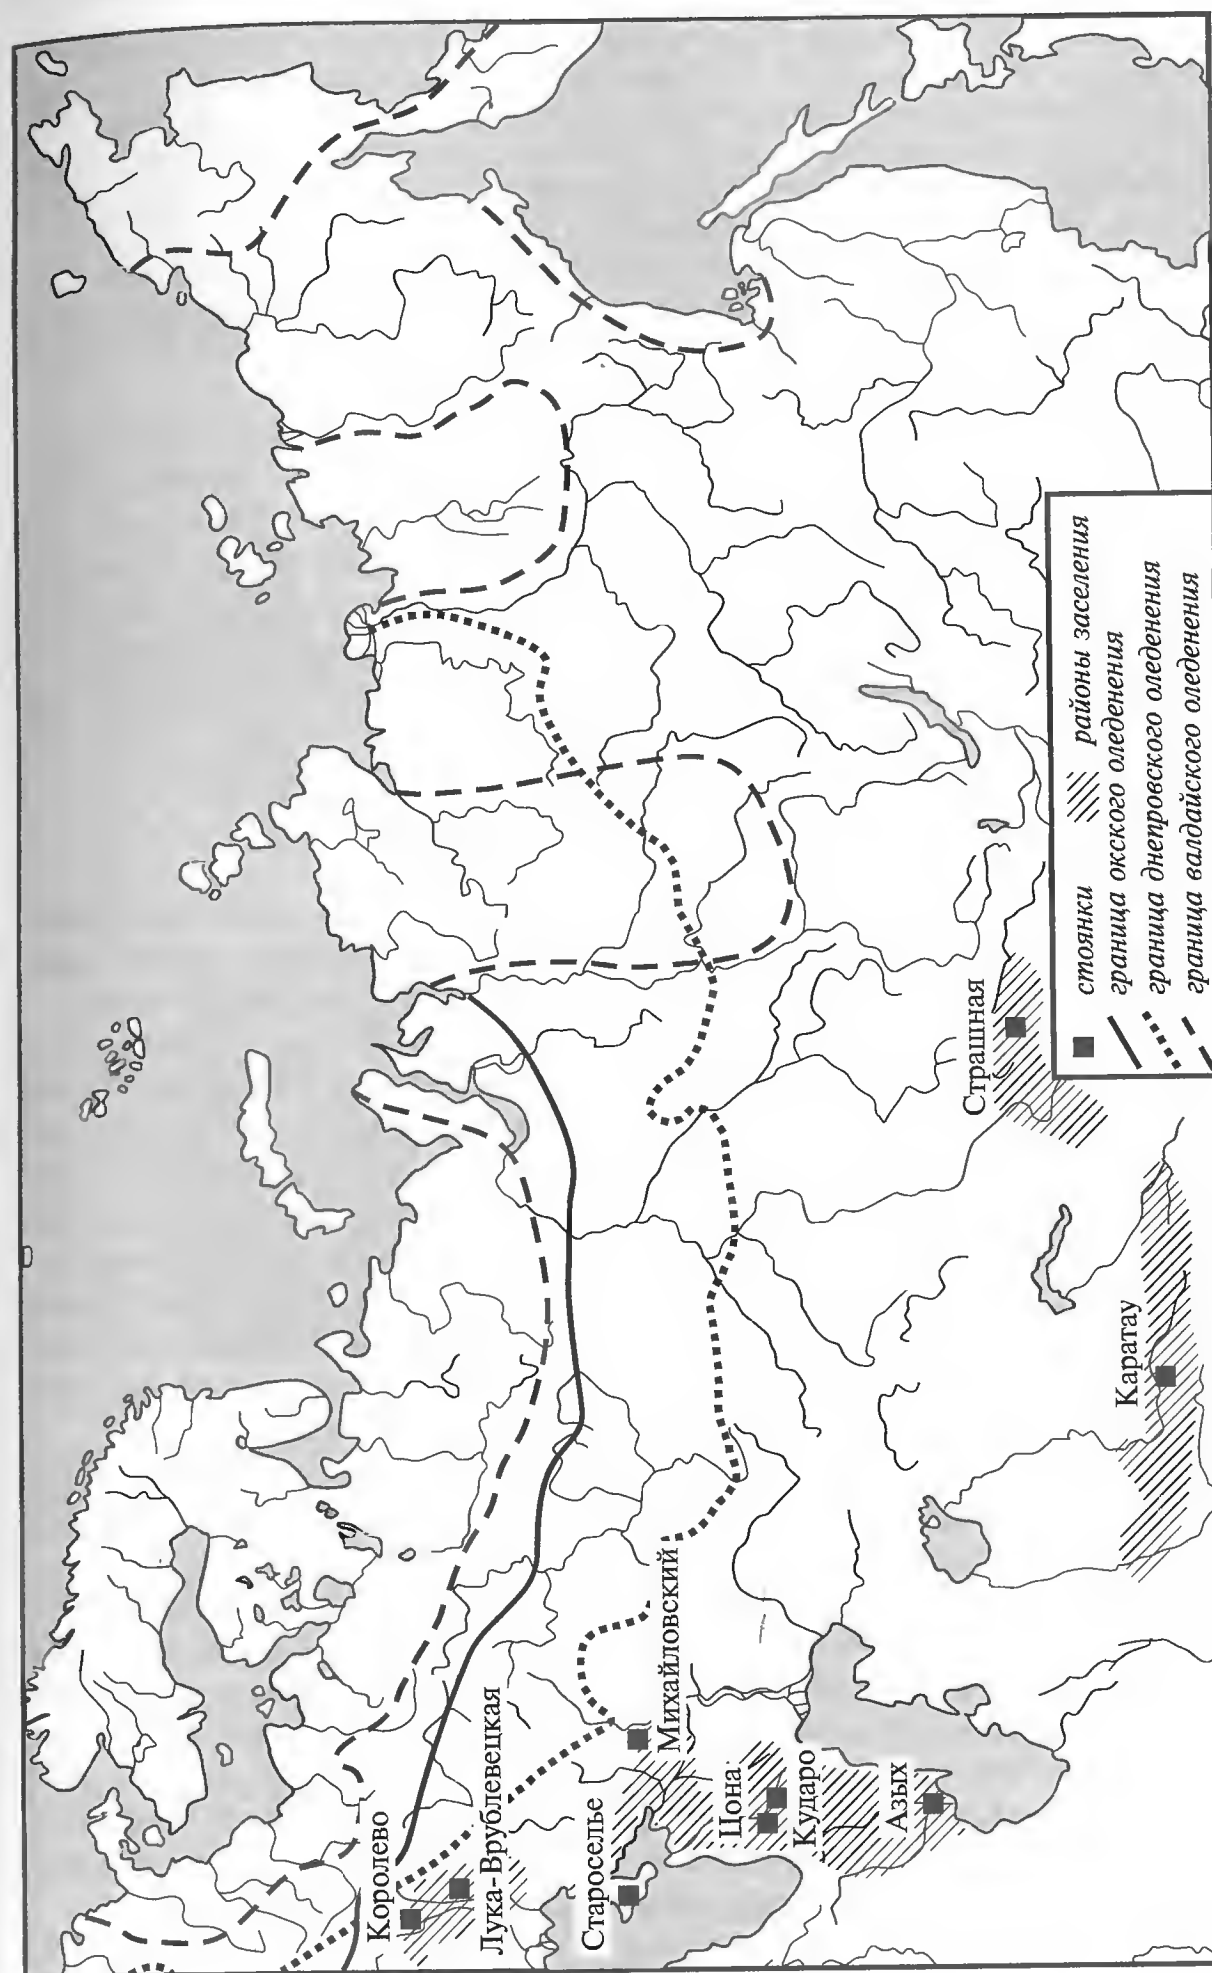 Королево
Лука-Врублевецкая
Староселье
Михайловский
Цона
Кударо
Азых
Каратау
Страшная
стоянки районы заселения
граница окского оледенения
граница днепровского оледенения
граница валдайского оледенения